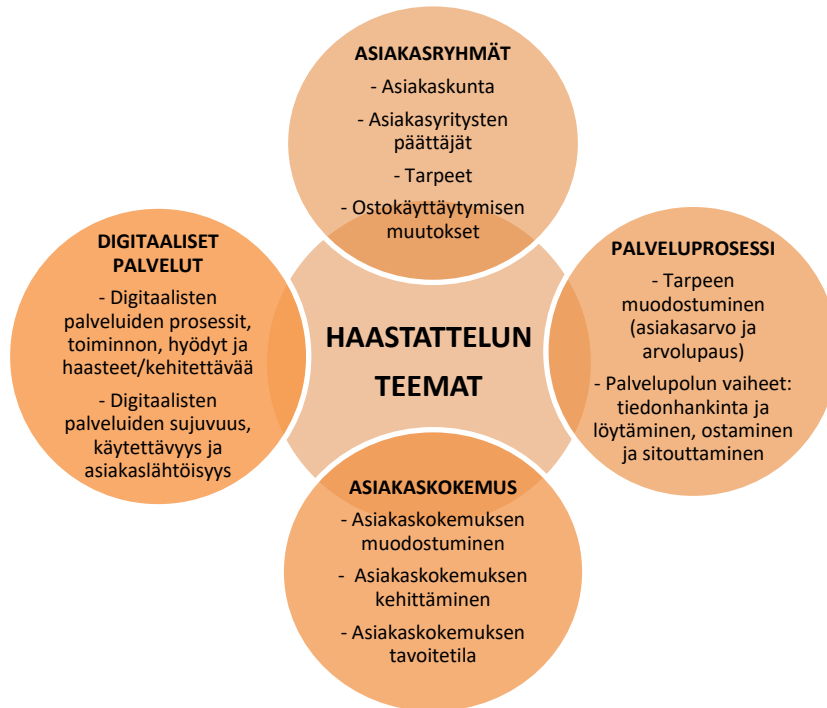 ASIAKASRYHMÄT
- Asiakaskunta
- Asiakasyritysten
päättäjät
- Tarpeet
- Ostokäyttäytymisen
muutokset
DIGITAALISET
PALVELUT
- Digitaalisten
palveluiden prosessit,
toiminnon, hyödyt ja
haasteet/kehitettävää
- Digitaalisten
palveluiden sujuvuus,
käytettävyys ja
asiakaslähtöisyys
HAASTATTELUN
TEEMAT
PALVELUPROSESSI
- Tarpeen
muodostuminen
(asiakasarvo ja
arvolupaus)
- Palvelupolun vaiheet:
tiedonhankinta ja
löytäminen, ostaminen
ja sitouttaminen
ASIAKASKOKEMUS
- Asiakaskokemuksen
muodostuminen
- Asiakaskokemuksen
kehittäminen
- Asiakaskokemuksen
tavoitetila